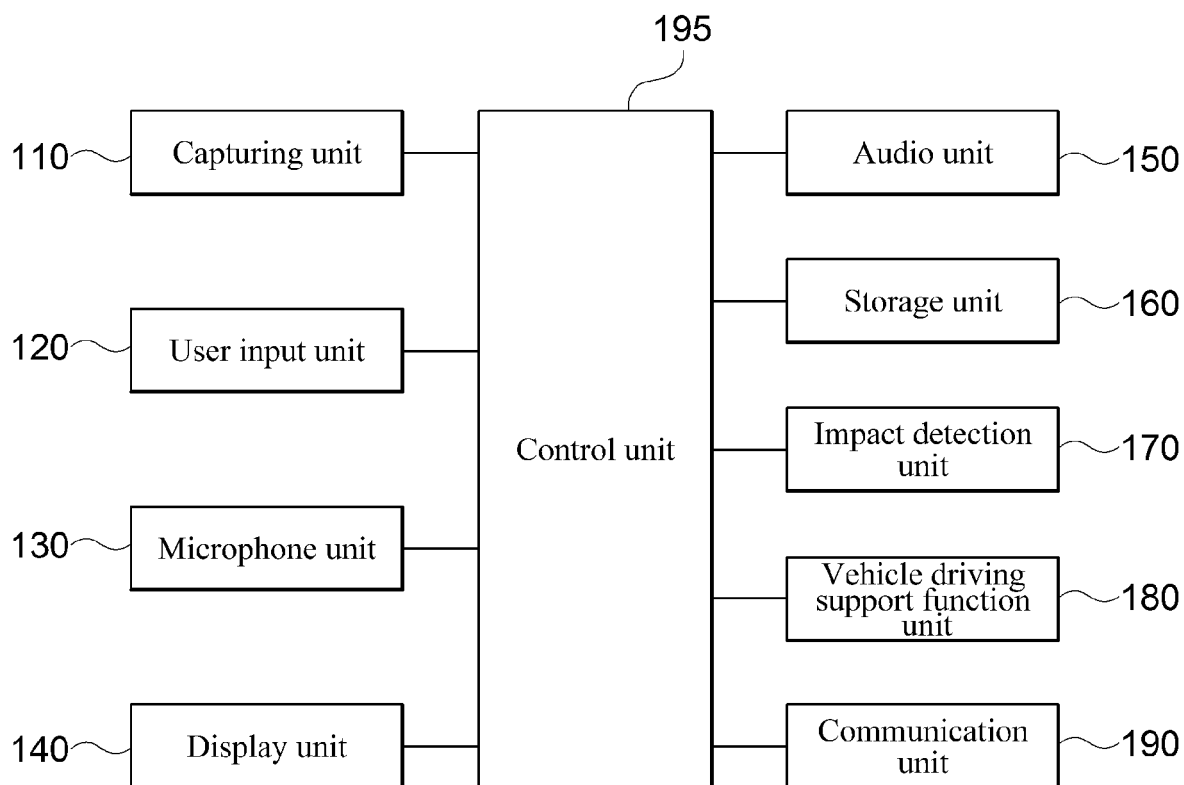 195
110
Capturing unit
Audio unit
150
Storage unit
160
120
User input unit
Control unit
Impact detection
unit
170
130
Microphone unit
Vehicle driving
support function
unit
180
140
Display unit
Communication
unit
190